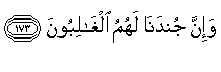 وَإِنَّ جُندَنَا لَهُمُ ٱلْغَـٰلِبُونَ ١٧٣